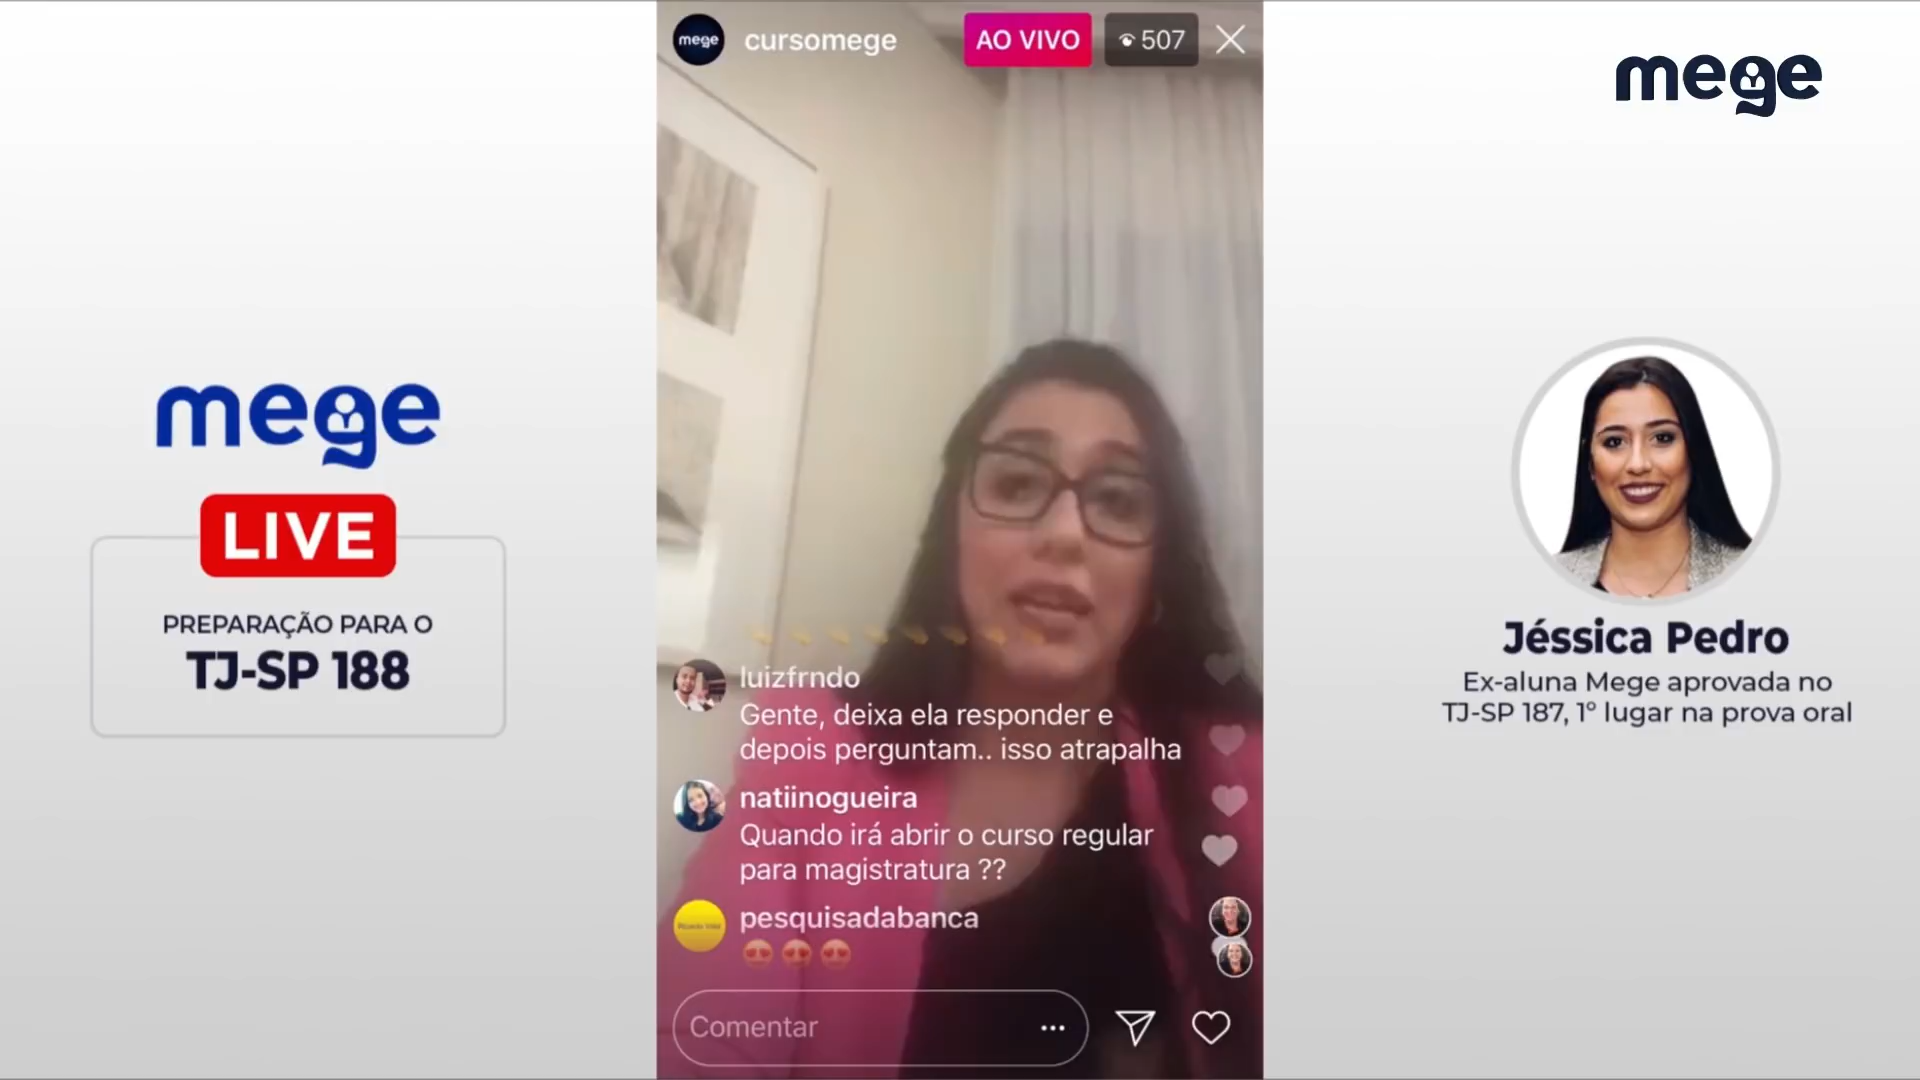 mege
cursomege
AO VIVO
507
mege
mege
LIVE
PREPARAÇÃO PARA O
TJ-SP 188
Jéssica Pedro
Ex-aluna Mege aprovada no
TJ-SP 187, 1º lugar na prova oral
luizfrndo
Gente, deixa ela responder e
depois perguntam.. isso atrapalha
natiinogueira
Quando irá abrir o curso regular
para magistratura ??
pesquisadabanca
😍 😍 😍
Comentar